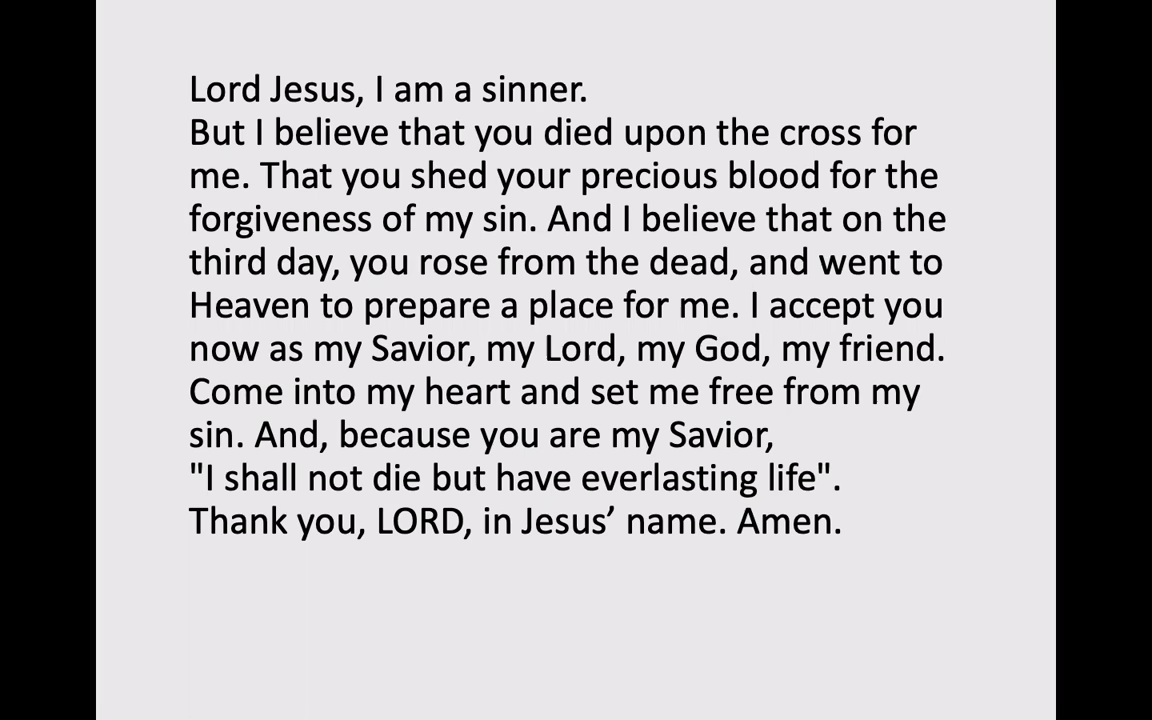 Lord Jesus, I am a sinner.
But I believe that you died upon the cross for
me. That you shed your precious blood for the
forgiveness of my sin. And I believe that on the
third day, you rose from the dead, and went to
Heaven to prepare a place for me. I accept you
now as my Savior, my Lord, my God, my friend.
Come into my heart and set me free from my
sin. And, because you are my Savior,
"I shall not die but have everlasting life".
Thank you, LORD, in Jesus’ name. Amen.